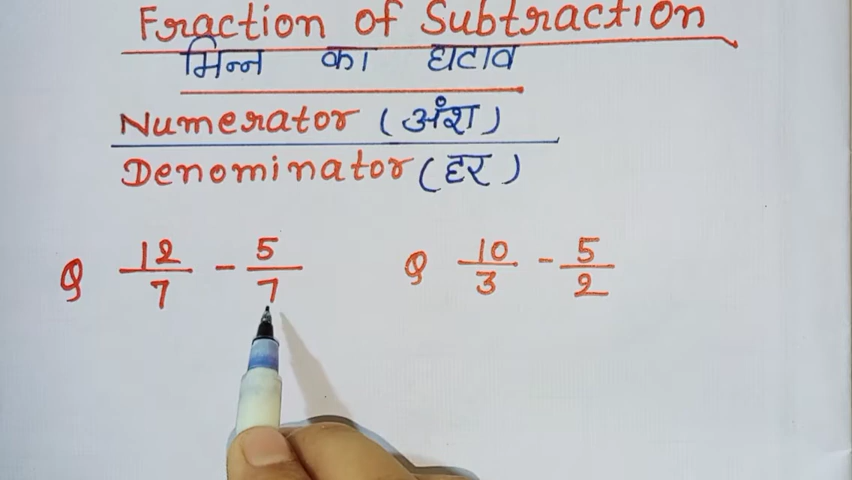 Fraction of Subtraction
भिन्न का घटाव
Numerator (अंश)
Denominator (हर)
Q 12/7 - 5/7
Q 10/3 - 5/2